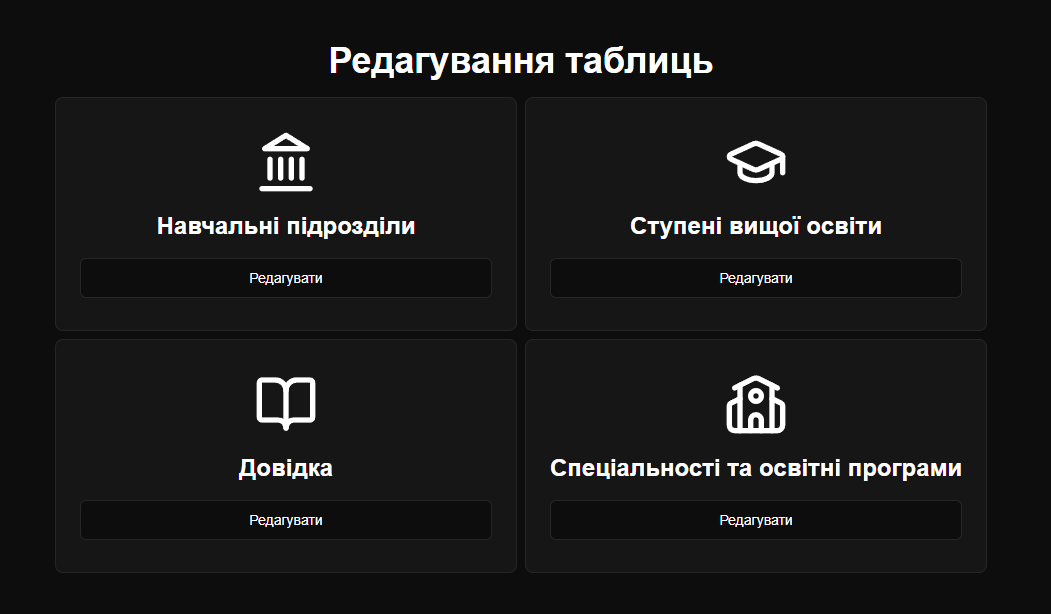 Редагування таблиць
Навчальні підрозділи
Редагувати
Ступені вищої освіти
Редагувати
Довідка
Редагувати
Спеціальності та освітні програми
Редагувати